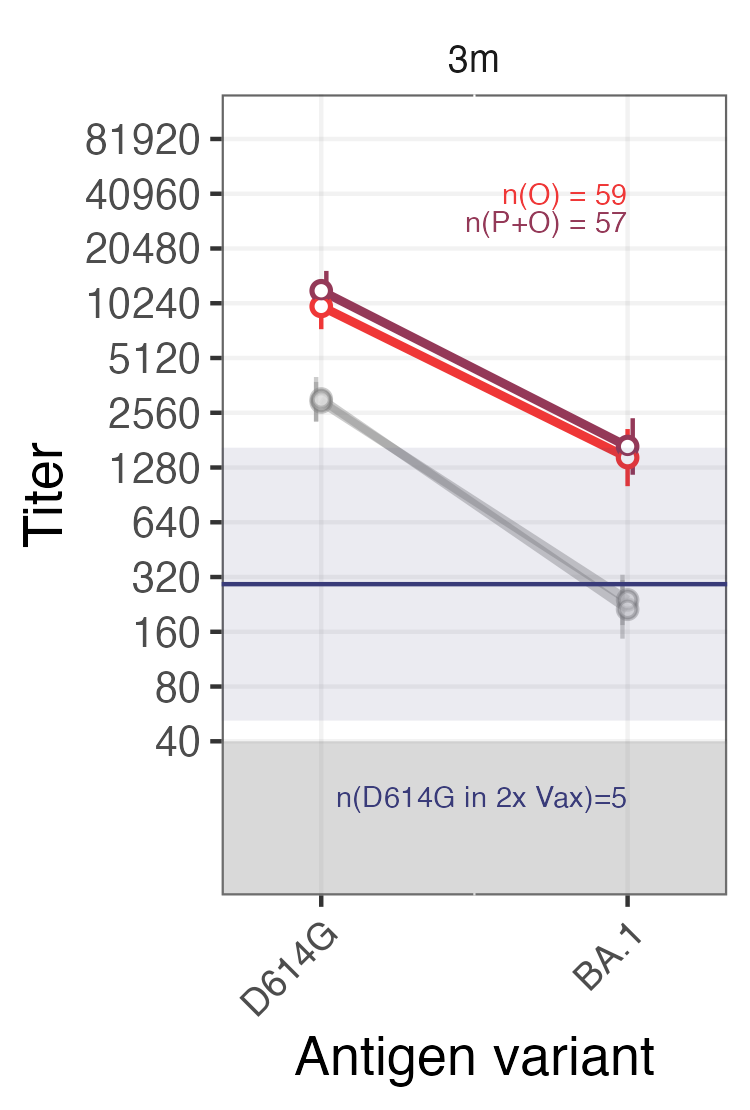 3m
81920
40960
20480
10240
5120
2560
1280
640
320
160
80
40
Titer
n(O) = 59
n(P+O) = 57
n(D614G in 2x Vax)=5
D614G
BA.1
Antigen variant